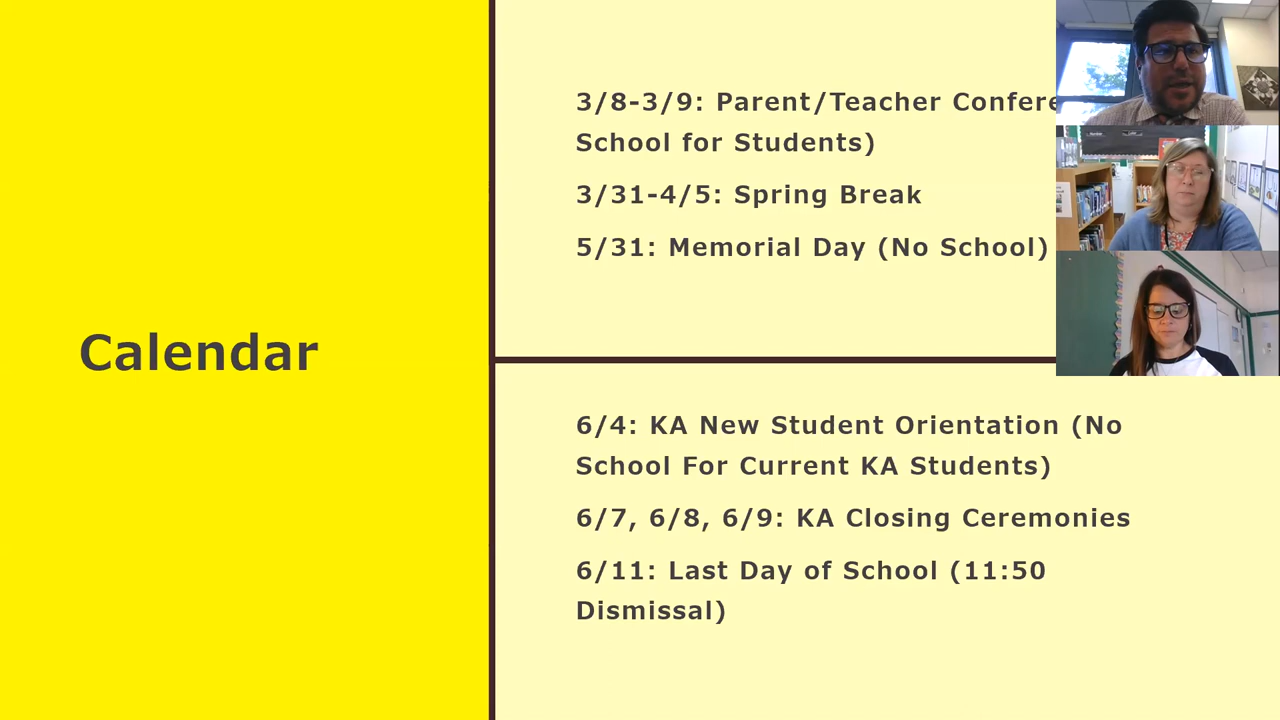 Calendar
3/8-3/9: Parent/Teacher
School for Students)
3/31-4/5: Spring Break
5/31: Memorial Day (No School)
6/4: KA New Student Orientation (No
School For Current KA Students)
6/7, 6/8, 6/9: KA Closing Ceremonies
6/11: Last Day of School (11:50
Dismissal)